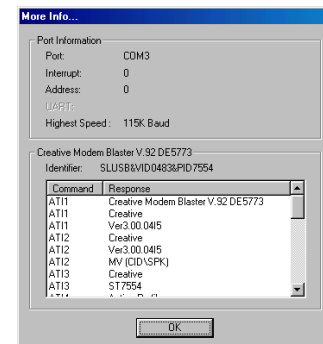 More Info...
Port Information
Port: COM3
Interrupt: 0
Address: 0
UART:
Highest Speed : 115K Baud
Creative Modem Blaster V.92 DE5773
Identifier: SLUSB&VID0483&PID7554
Command Response
ATI1 Creative Modem Blaster V.92 DE5773
ATI1 Creative
ATI1 Ver3.00.04I5
ATI2 Creative
ATI2 Ver3.00.04I5
ATI2 MV (CID\SPK)
ATI3 Creative
ATI3 ST7554
OK